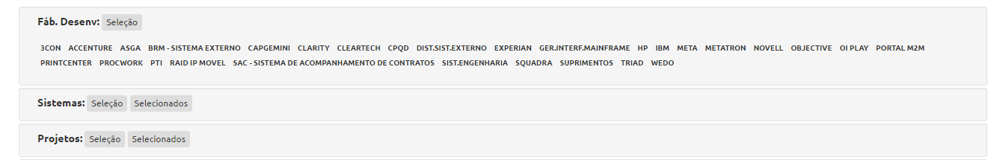 Fáb. Desenv: Seleção
3CON ACCENTURE ASGA BRM - SISTEMA EXTERNO CAPGEMINI CLARITY CLEARTECH CPQD DIST.SIST.EXTERNO EXPERIAN GER.INTERF.MAINFRAME HP IBM META METATRON NOVELL OBJECTIVE OI PLAY PORTAL M2M
PRINTCENTER PROCWORK PTI RAID IP MOVEL SAC - SISTEMA DE ACOMPANHAMENTO DE CONTRATOS SIST.ENGENHARIA SQUADRA SUPRIMENTOS TRIAD WEDO
Sistemas: Seleção Selecionados
Projetos: Seleção Selecionados